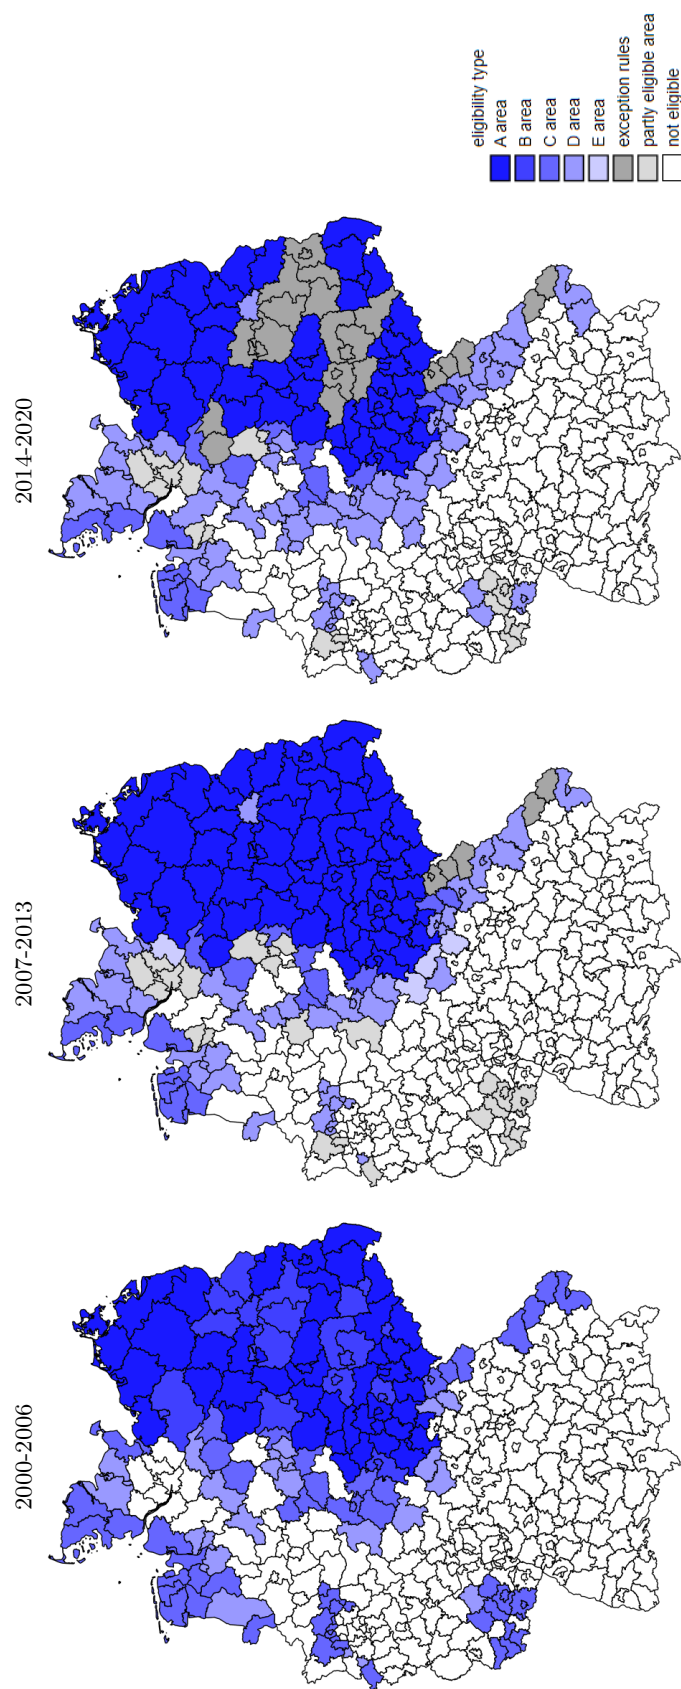 2000-2006
2007-2013
2014-2020
eligibility type
A area
B area
C area
D area
E area
exception rules
partly eligible area
not eligible